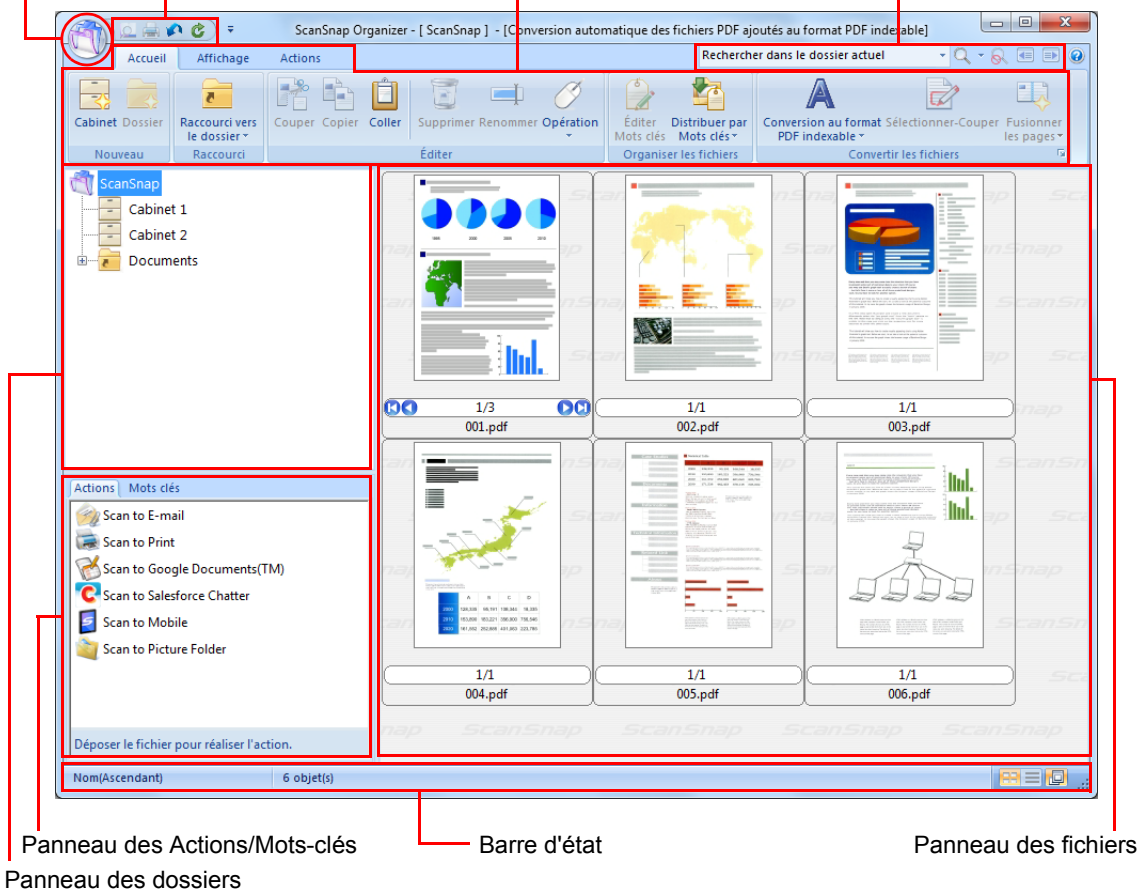 ScanSnap Organizer - [ ScanSnap ] - [Conversion automatique des fichiers PDF ajoutés au format PDF indexable]
Accueil Affichage Actions
Rechercher dans le dossier actuel
Cabinet Dossier Raccourci vers le dossier Couper Copier Coller Supprimer Renommer Opération Éditer Mots clés Distribuer par Mots clés Conversion au format PDF indexable Sélectionner-Couper Fusionner les pages
Nouveau Raccourci Éditer Organiser les fichiers Convertir les fichiers
ScanSnap
Cabinet 1
Cabinet 2
Documents
1/3 1/1 1/1
001.pdf 002.pdf 003.pdf
Actions Mots clés
Scan to E-mail
Scan to Print
Scan to Google Documents(TM)
Scan to Salesforce Chatter
Scan to Mobile
Scan to Picture Folder
1/1 1/1 1/1
004.pdf 005.pdf 006.pdf
ScanSnap ScanSnap ScanSnap
Déposer le fichier pour réaliser l'action.
Nom(Ascendant) 6 objet(s)
Panneau des Actions/Mots-clés Barre d'état Panneau des fichiers
Panneau des dossiers